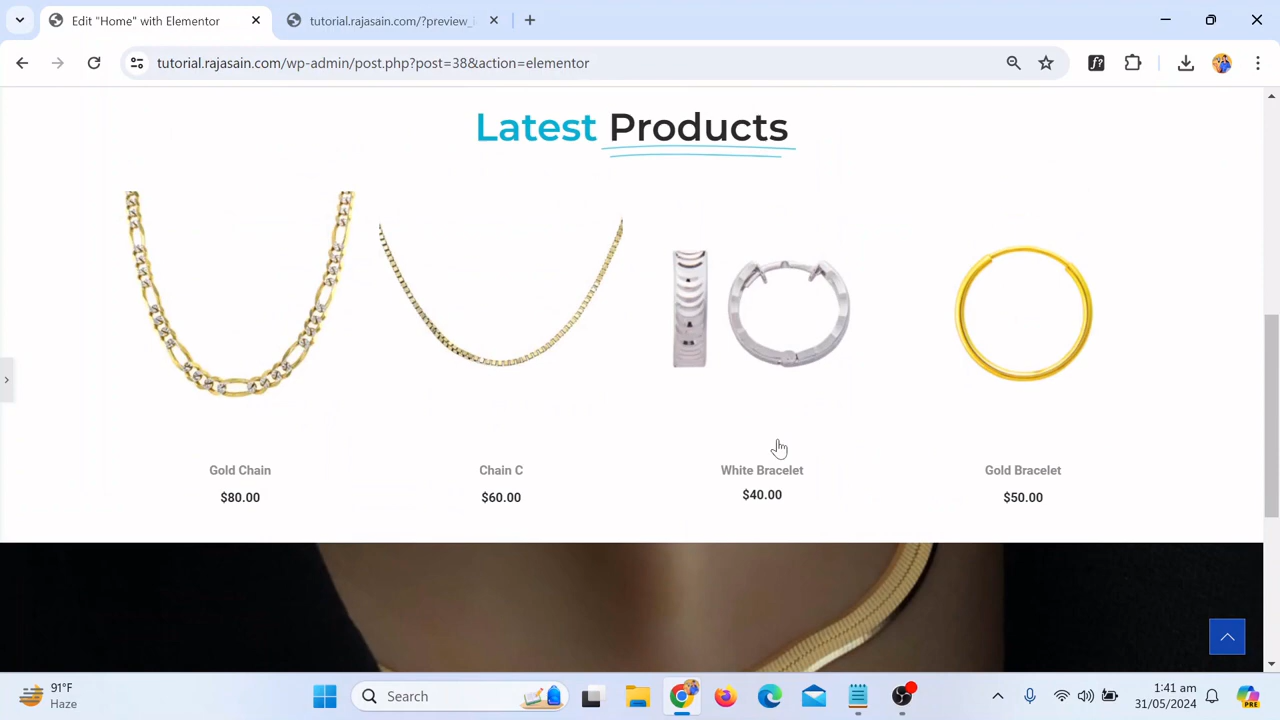 Edit "Home" with Elementor
tutorial.rajasain.com/?preview_
tutorial.rajasain.com/wp-admin/post.php?post=38&action=elementor
Latest Products
Gold Chain
Chain C
White Bracelet
Gold Bracelet
$80.00
$60.00
$40.00
$50.00
91°F
Haze
Search
1:41 am
31/05/2024
PRE